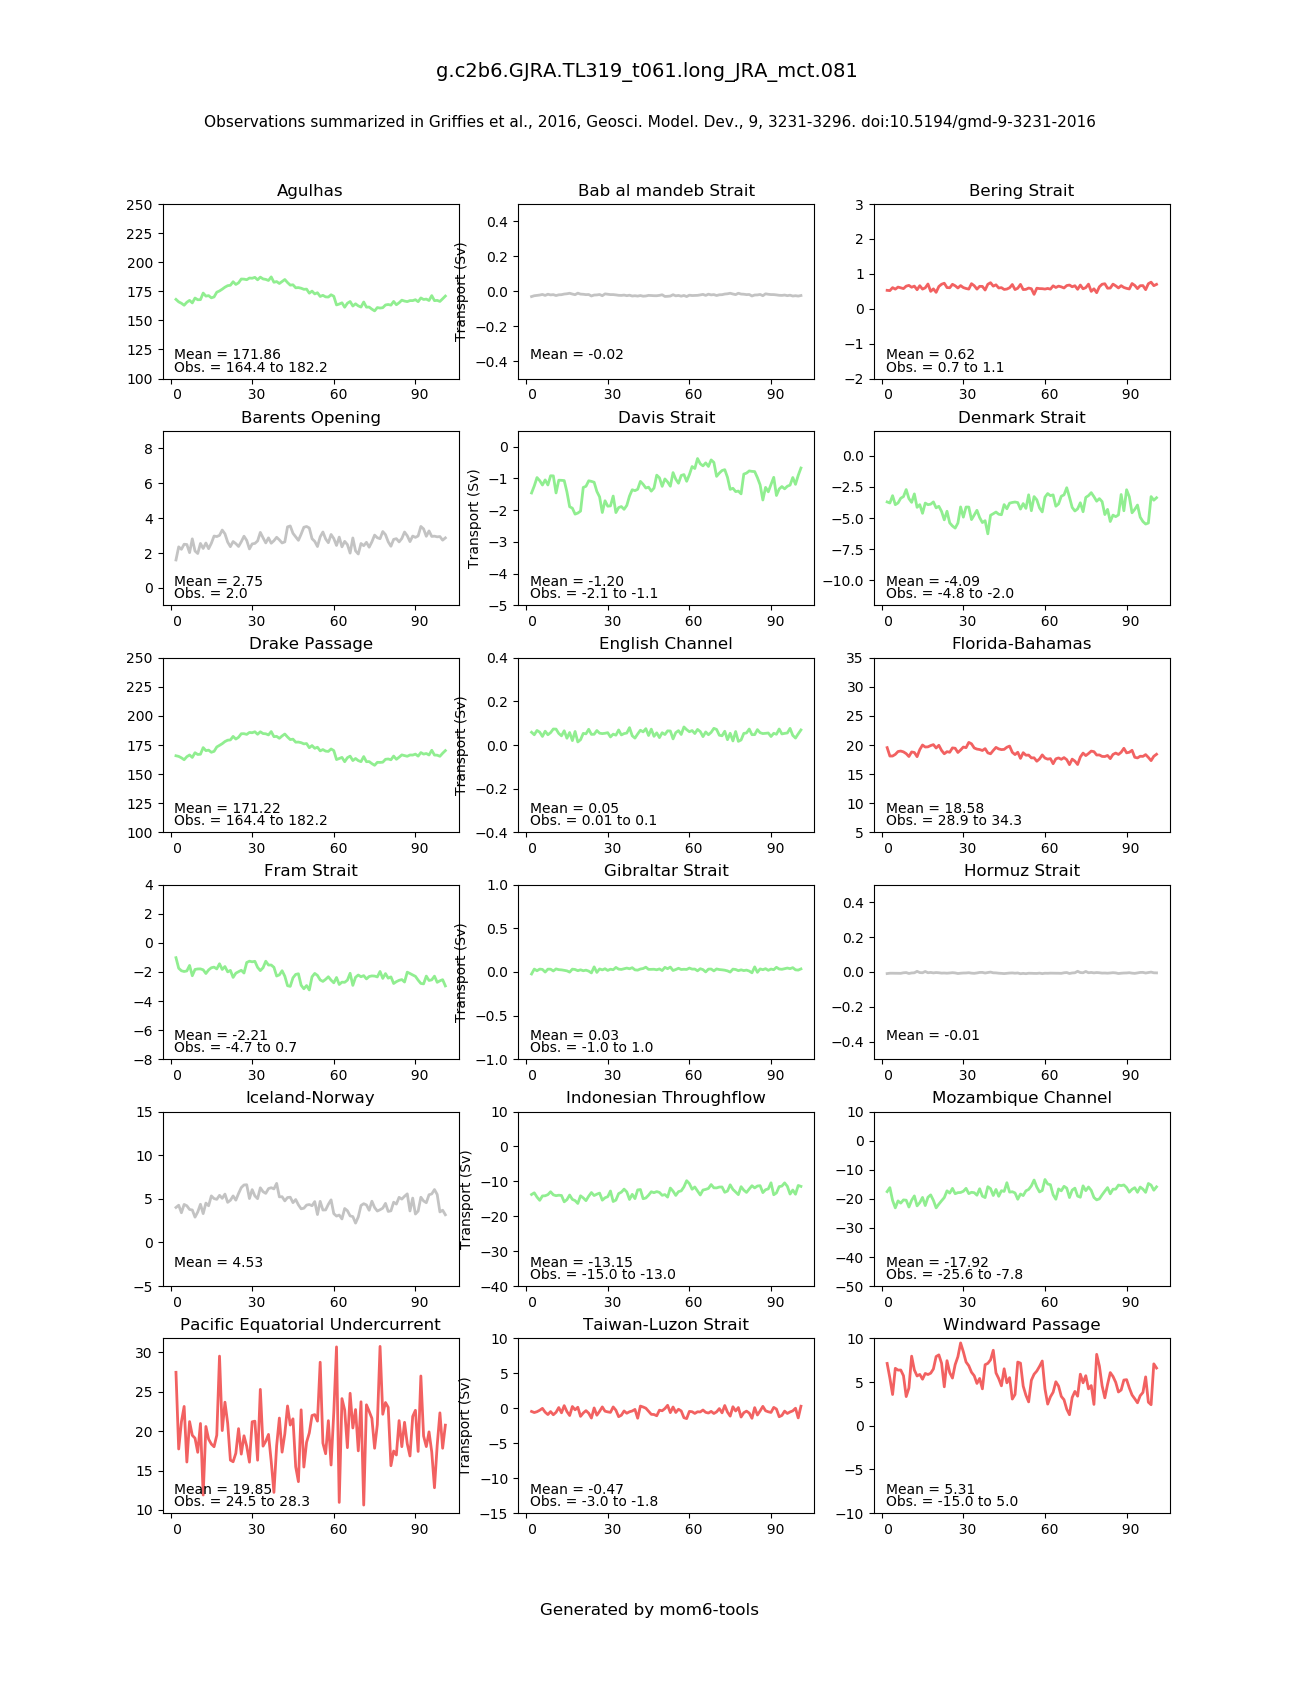 g.c2b6.GJRA.TL319_t061.long_JRA_mct.081
Observations summarized in Griffies et al., 2016, Geosci. Model. Dev., 9, 3231-3296. doi:10.5194/gmd-9-3231-2016
Agulhas
250
225
200
175
150
125
100
Mean = 171.86
Obs. = 164.4 to 182.2
0 30 60 90
Bab al mandeb Strait
Transport (Sv)
0.4
0.2
0.0
−0.2
−0.4
Mean = -0.02
0 30 60 90
Bering Strait
3
2
1
0
−1
−2
Mean = 0.62
Obs. = 0.7 to 1.1
0 30 60 90
Barents Opening
8
6
4
2
0
Mean = 2.75
Obs. = 2.0
0 30 60 90
Davis Strait
Transport (Sv)
0
−1
−2
−3
−4
−5
Mean = -1.20
Obs. = -2.1 to -1.1
0 30 60 90
Denmark Strait
0.0
−2.5
−5.0
−7.5
−10.0
Mean = -4.09
Obs. = -4.8 to -2.0
0 30 60 90
Drake Passage
250
225
200
175
150
125
100
Mean = 171.22
Obs. = 164.4 to 182.2
0 30 60 90
English Channel
Transport (Sv)
0.4
0.2
0.0
−0.2
−0.4
Mean = 0.05
Obs. = 0.01 to 0.1
0 30 60 90
Florida-Bahamas
35
30
25
20
15
10
5
Mean = 18.58
Obs. = 28.9 to 34.3
0 30 60 90
Fram Strait
4
2
0
−2
−4
−6
−8
Mean = -2.21
Obs. = -4.7 to 0.7
0 30 60 90
Gibraltar Strait
Transport (Sv)
1.0
0.5
0.0
−0.5
−1.0
Mean = 0.03
Obs. = -1.0 to 1.0
0 30 60 90
Hormuz Strait
0.4
0.2
0.0
−0.2
−0.4
Mean = -0.01
0 30 60 90
Iceland-Norway
15
10
5
0
−5
Mean = 4.53
0 30 60 90
Indonesian Throughflow
Transport (Sv)
10
0
−10
−20
−30
−40
Mean = -13.15
Obs. = -15.0 to -13.0
0 30 60 90
Mozambique Channel
10
0
−10
−20
−30
−40
−50
Mean = -17.92
Obs. = -25.6 to -7.8
0 30 60 90
Pacific Equatorial Undercurrent
30
25
20
15
10
Mean = 19.85
Obs. = 24.5 to 28.3
0 30 60 90
Taiwan-Luzon Strait
Transport (Sv)
10
5
0
−5
−10
−15
Mean = -0.47
Obs. = -3.0 to -1.8
0 30 60 90
Windward Passage
10
5
0
−5
−10
Mean = 5.31
Obs. = -15.0 to 5.0
0 30 60 90
Generated by mom6-tools